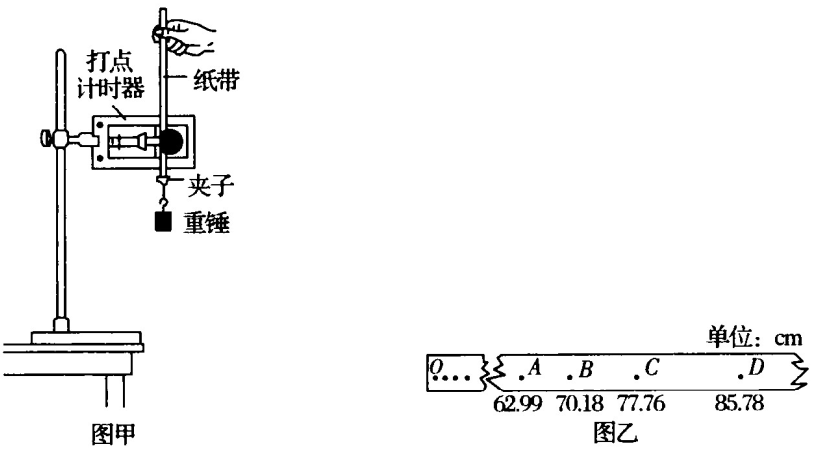 打点
计时器
纸带
夹子
重锤
图甲
单位：cm
O A B C D
62.99 70.18 77.76 85.78
图乙